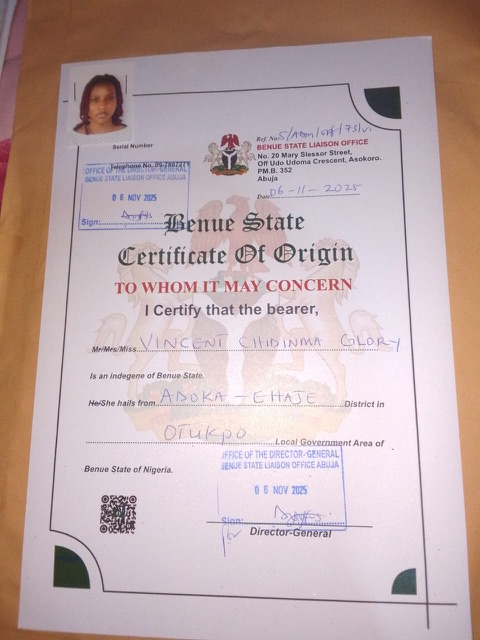 Serial Number
Telephone No. 09-7807271
OFFICE OF THE DIRECTOR-GENERAL
BENUE STATE LIAISON OFFICE ABUJA
06 NOV 2025
Sign:
Ref. No.
BENUE STATE LIAISON OFFICE
No. 20 Mary Slessor Street,
Off Udo Udoma Crescent, Asokoro.
P.M.B. 352
Abuja
Date: 06-11-2025
Benue State
Certificate Of Origin
TO WHOM IT MAY CONCERN
I Certify that the bearer,
Mr/Mrs/Miss VINCENT CHIDINMA GLORY
Is an indegene of Benue State.
He/She hails from ADOKA-EHAJE District in
OTUKPO Local Government Area of
Benue State of Nigeria.
OFFICE OF THE DIRECTOR-GENERAL
BENUE STATE LIAISON OFFICE ABUJA
06 NOV 2025
Sign:
for Director-General